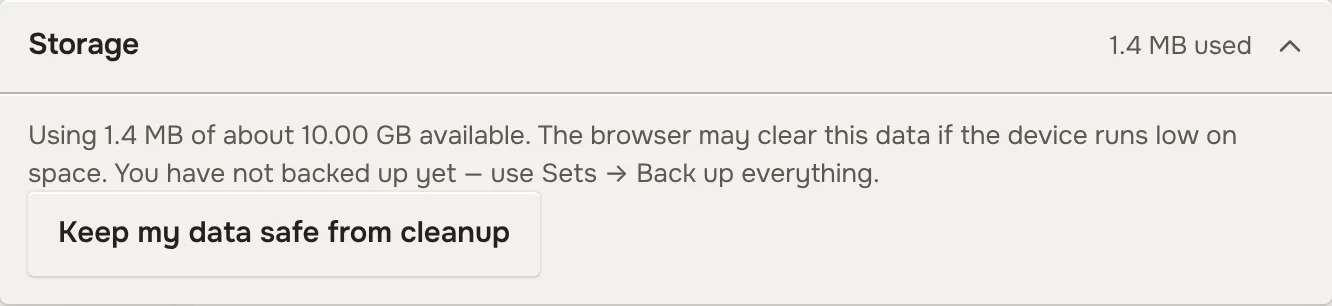 Storage
1.4 MB used
Using 1.4 MB of about 10.00 GB available. The browser may clear this data if the device runs low on
space. You have not backed up yet — use Sets → Back up everything.
Keep my data safe from cleanup